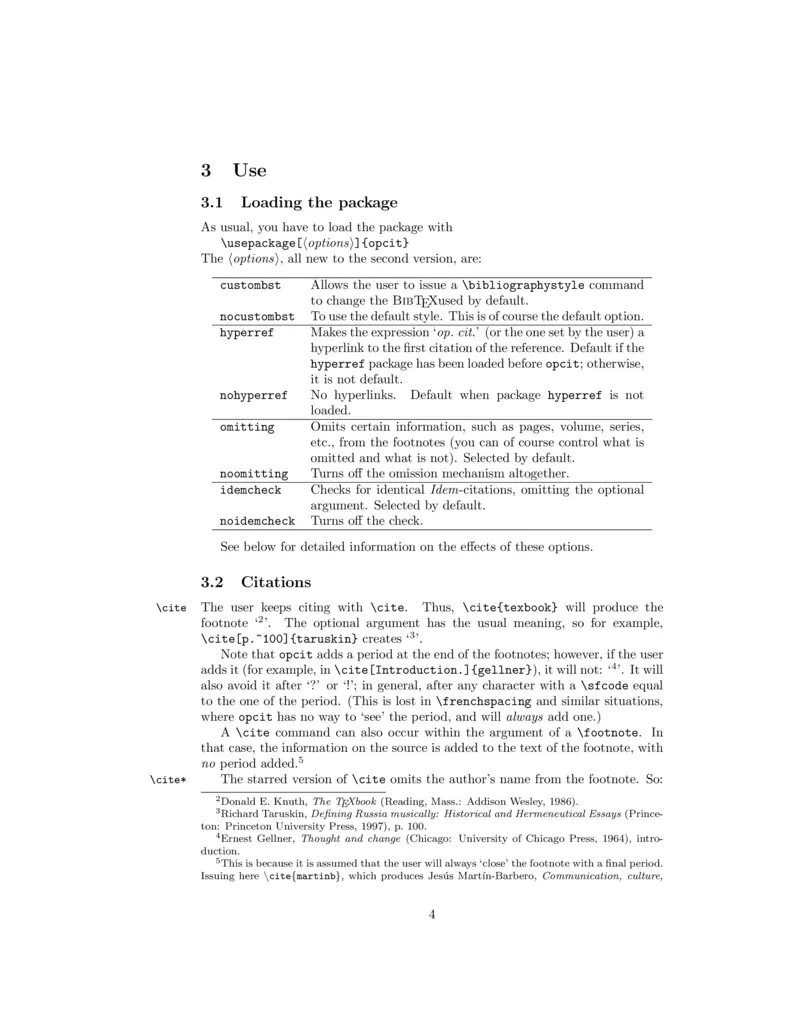 3 Use
3.1 Loading the package
As usual, you have to load the package with
\usepackage[⟨options⟩]{opcit}
The ⟨options⟩, all new to the second version, are:
custombst Allows the user to issue a \bibliographystyle command
to change the BIBTEXused by default.
nocustombst To use the default style. This is of course the default option.
hyperref Makes the expression ‘op. cit.’ (or the one set by the user) a
hyperlink to the first citation of the reference. Default if the
hyperref package has been loaded before opcit; otherwise,
it is not default.
nohyperref No hyperlinks. Default when package hyperref is not
loaded.
omitting Omits certain information, such as pages, volume, series,
etc., from the footnotes (you can of course control what is
omitted and what is not). Selected by default.
noomitting Turns off the omission mechanism altogether.
idemcheck Checks for identical Idem-citations, omitting the optional
argument. Selected by default.
noidemcheck Turns off the check.
See below for detailed information on the effects of these options.
3.2 Citations
\cite The user keeps citing with \cite. Thus, \cite{texbook} will produce the
footnote ‘2’. The optional argument has the usual meaning, so for example,
\cite[p.~100]{taruskin} creates ‘3’.
Note that opcit adds a period at the end of the footnotes; however, if the user
adds it (for example, in \cite[Introduction.]{gellner}), it will not: ‘4’. It will
also avoid it after ‘?’ or ‘!’; in general, after any character with a \sfcode equal
to the one of the period. (This is lost in \frenchspacing and similar situations,
where opcit has no way to ‘see’ the period, and will always add one.)
A \cite command can also occur within the argument of a \footnote. In
that case, the information on the source is added to the text of the footnote, with
no period added.5
\cite* The starred version of \cite omits the author’s name from the footnote. So:
2Donald E. Knuth, The TEXbook (Reading, Mass.: Addison Wesley, 1986).
3Richard Taruskin, Defining Russia musically: Historical and Hermeneutical Essays (Prince-
ton: Princeton University Press, 1997), p. 100.
4Ernest Gellner, Thought and change (Chicago: University of Chicago Press, 1964), intro-
duction.
5This is because it is assumed that the user will always ‘close’ the footnote with a final period.
Issuing here \cite{martinb}, which produces Jesús Martín-Barbero, Communication, culture,
4